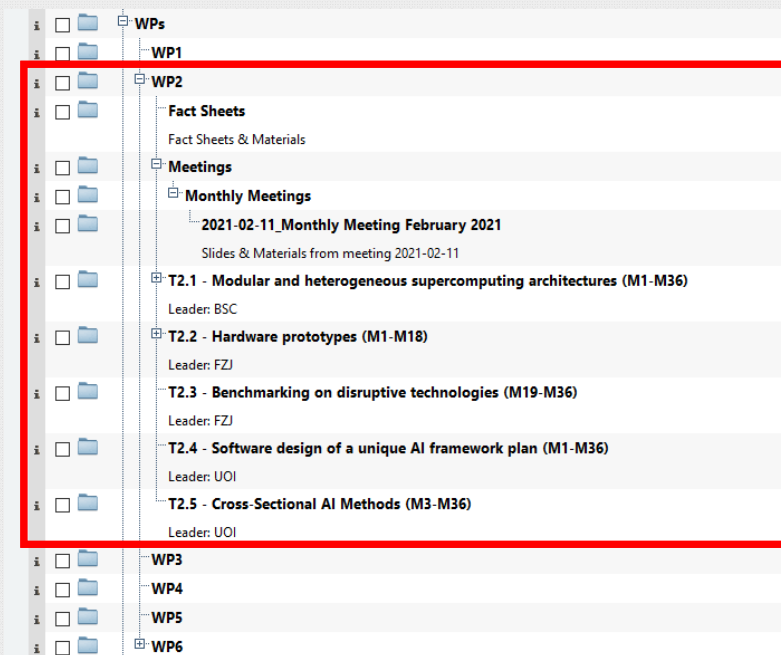 WPs
WP1
WP2
Fact Sheets
Fact Sheets & Materials
Meetings
Monthly Meetings
2021-02-11_Monthly Meeting February 2021
Slides & Materials from meeting 2021-02-11
T2.1 - Modular and heterogeneous supercomputing architectures (M1-M36)
Leader: BSC
T2.2 - Hardware prototypes (M1-M18)
Leader: FZJ
T2.3 - Benchmarking on disruptive technologies (M19-M36)
Leader: FZJ
T2.4 - Software design of a unique AI framework plan (M1-M36)
Leader: UOI
T2.5 - Cross-Sectional AI Methods (M3-M36)
Leader: UOI
WP3
WP4
WP5
WP6